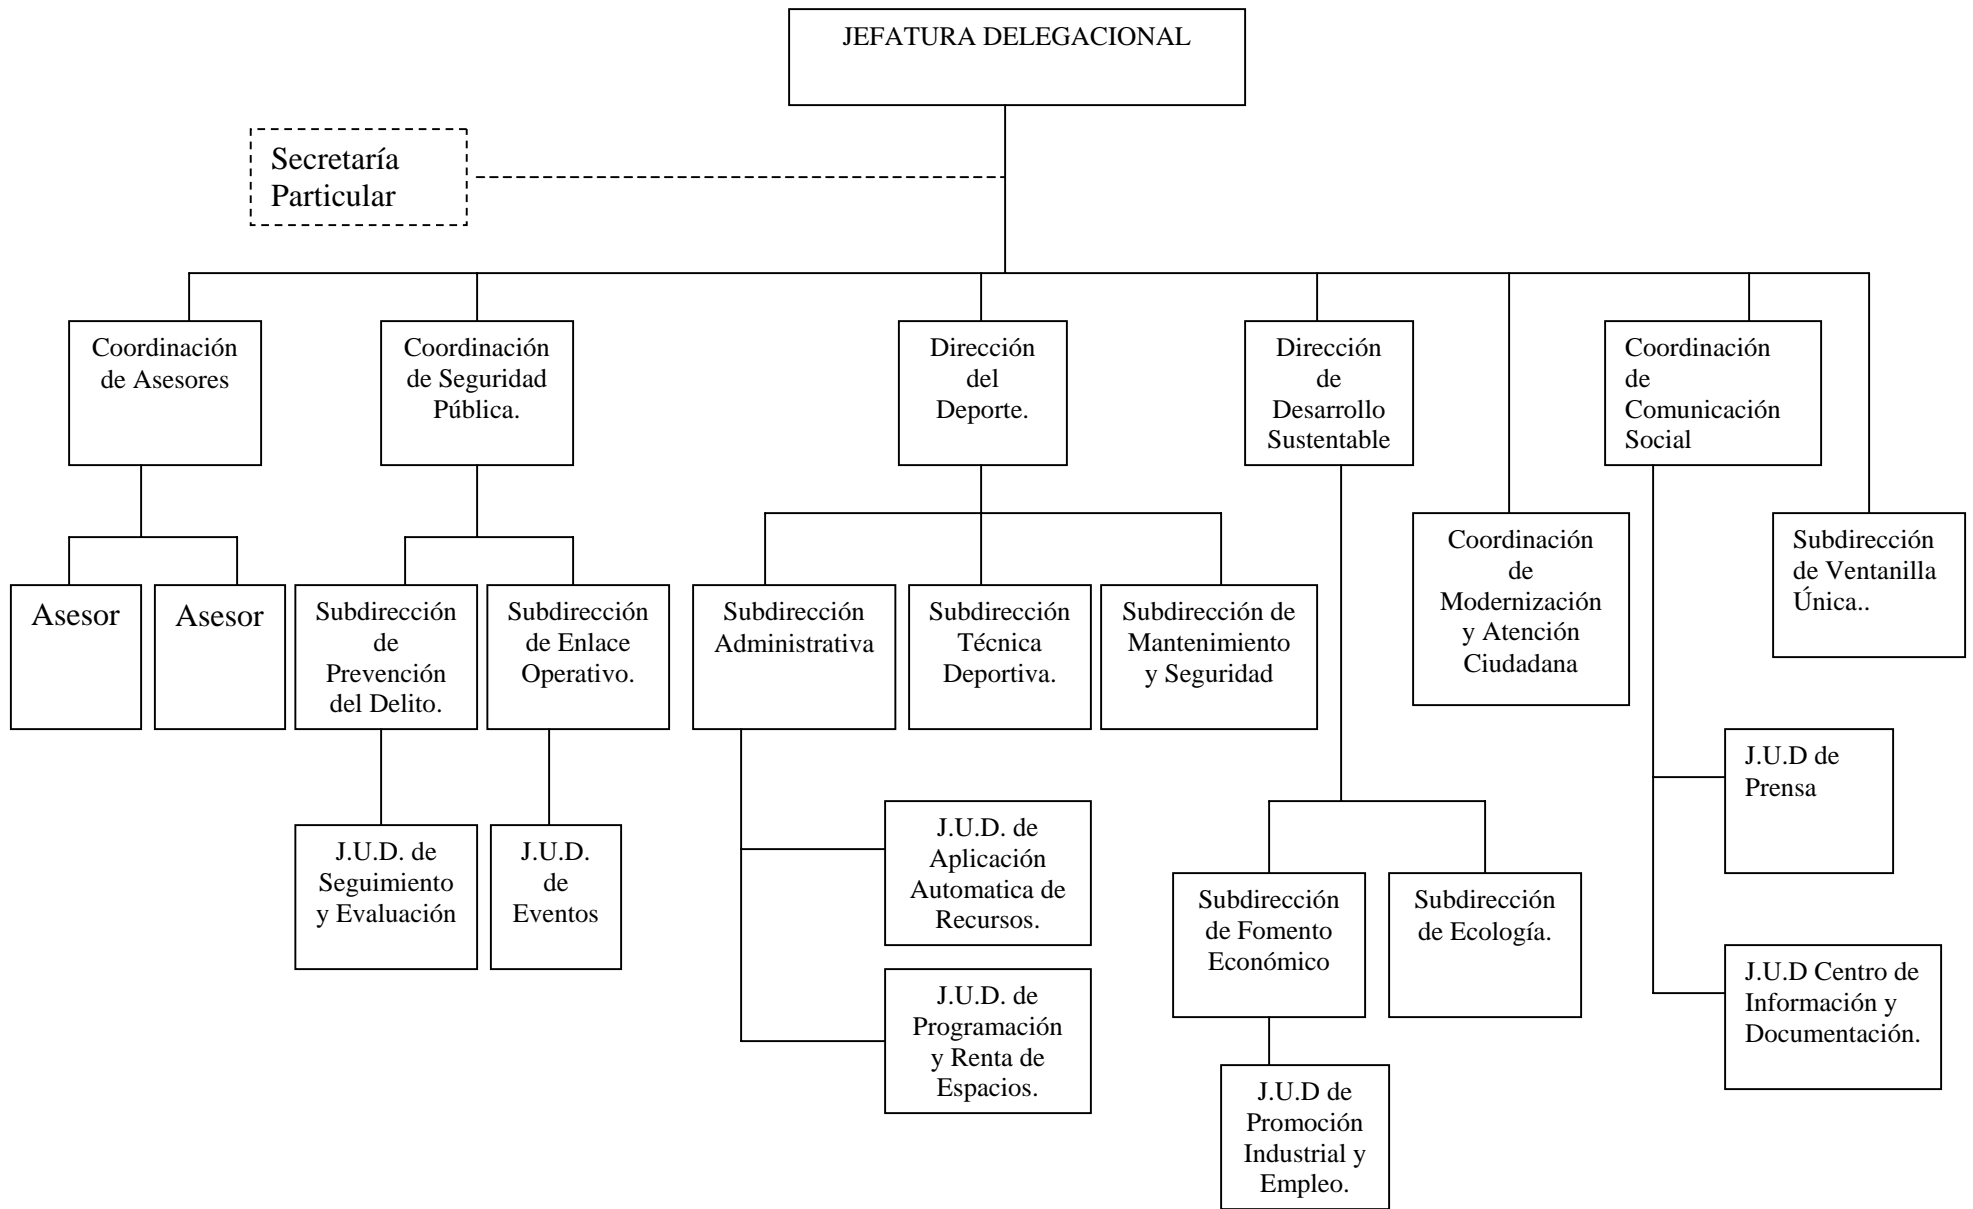 JEFATURA DELEGACIONAL
Secretaría
Particular
Coordinación
de Asesores
Coordinación
de Seguridad
Pública.
Dirección
del
Deporte.
Dirección
de
Desarrollo
Sustentable
Coordinación
de
Comunicación
Social
Coordinación
de
Modernización
y Atención
Ciudadana
Subdirección
de Ventanilla
Única..
Asesor
Asesor
Subdirección
de
Prevención
del Delito.
Subdirección
de Enlace
Operativo.
Subdirección
Administrativa
Subdirección
Técnica
Deportiva.
Subdirección de
Mantenimiento
y Seguridad
J.U.D de
Prensa
J.U.D. de
Seguimiento
y Evaluación
J.U.D.
de
Eventos
J.U.D. de
Aplicación
Automatica de
Recursos.
Subdirección
de Fomento
Económico
Subdirección
de Ecología.
J.U.D Centro de
Información y
Documentación.
J.U.D. de
Programación
y Renta de
Espacios.
J.U.D de
Promoción
Industrial y
Empleo.